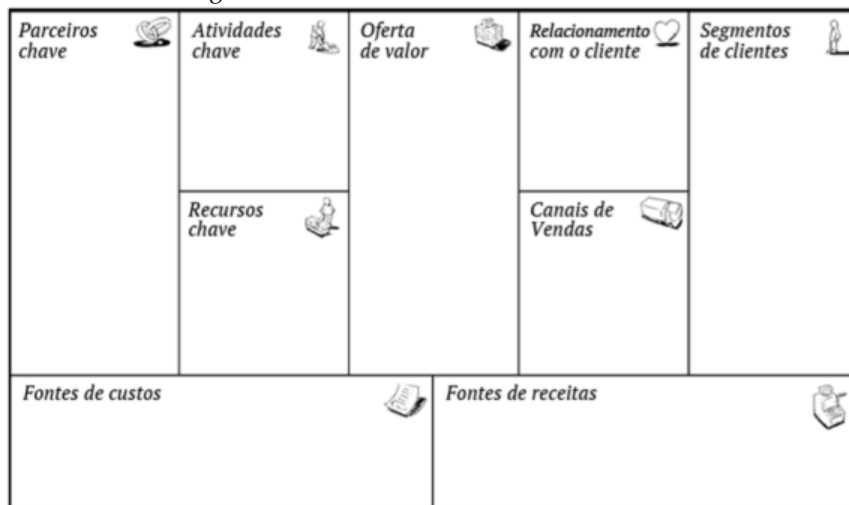 Parceiros
chave
Atividades
chave
Oferta
de valor
Relacionamento
com o cliente
Segmentos
de clientes
Recursos
chave
Canais de
Vendas
Fontes de custos
Fontes de receitas